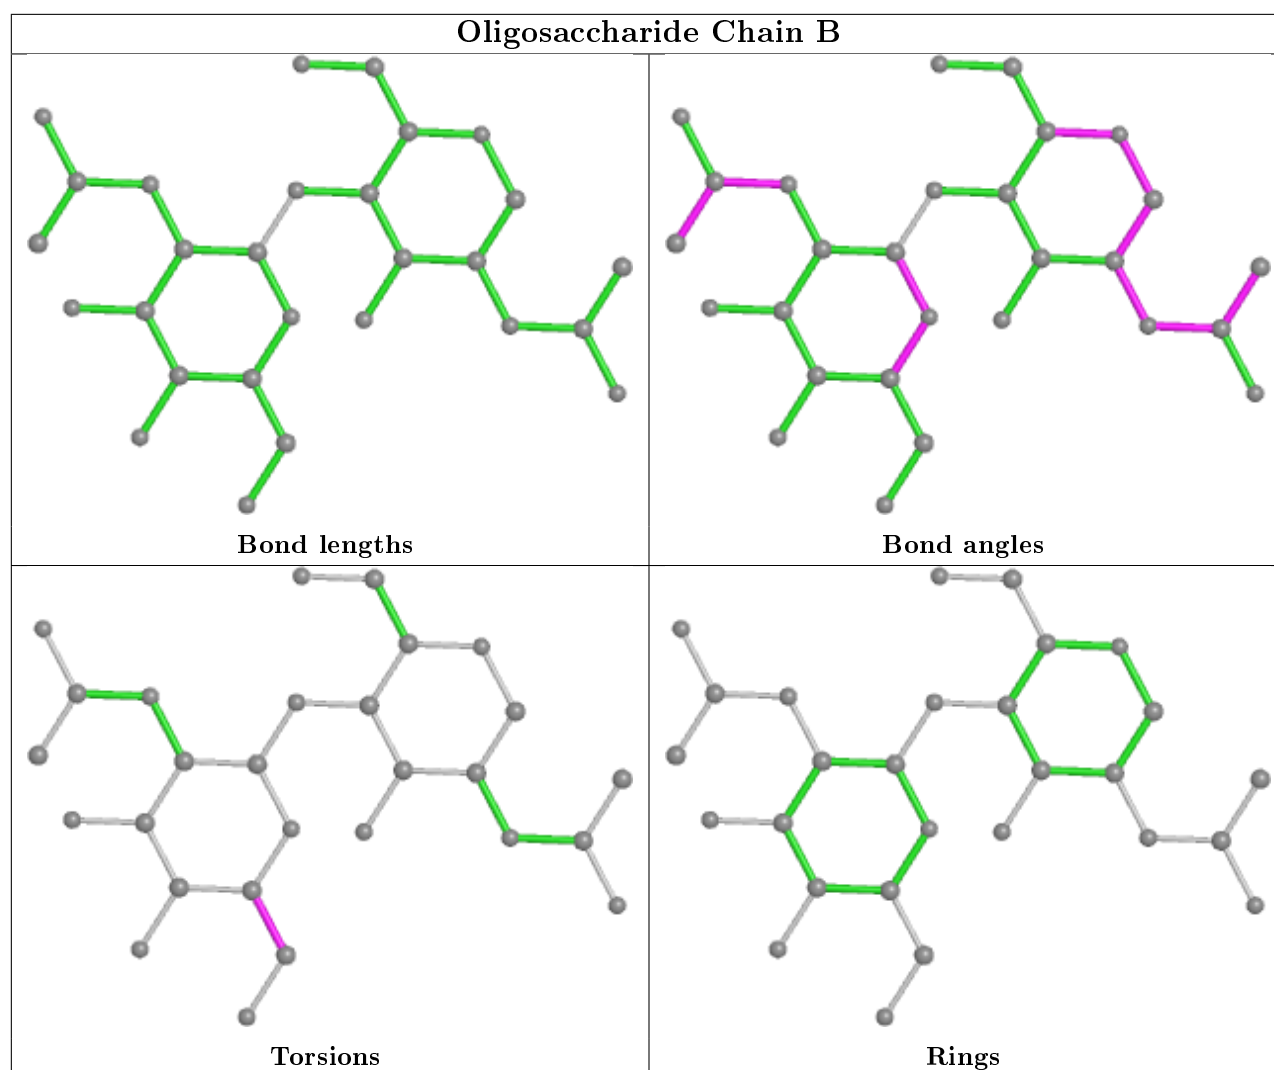 Oligosaccharide Chain B
Bond lengths
Bond angles
Torsions
Rings